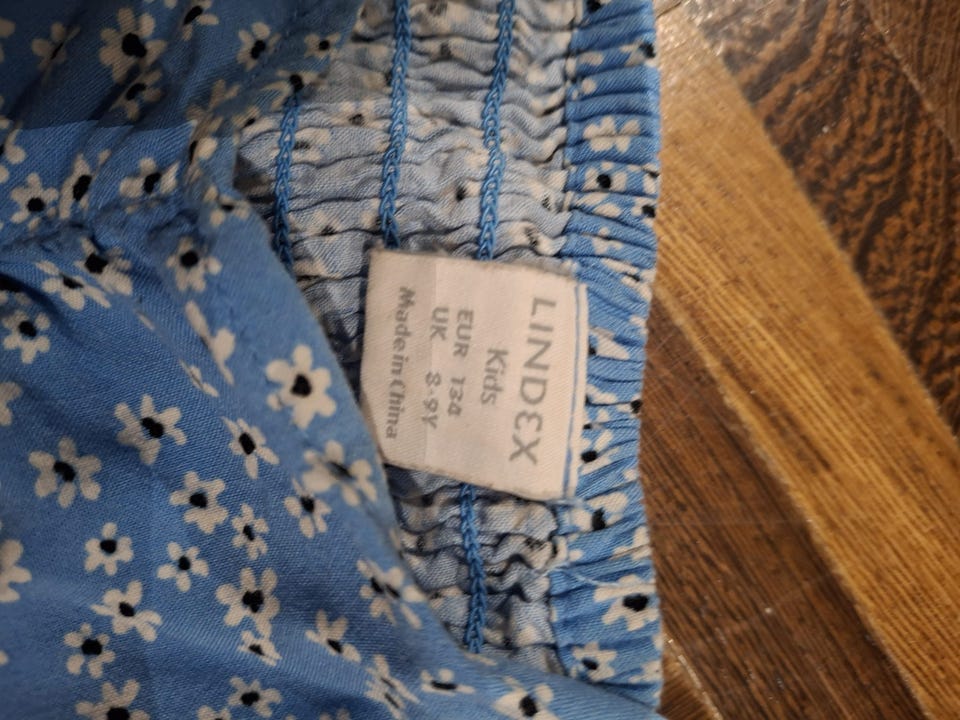 LINDEX
Kids
EUR 134
UK 8-9Y
Made in China